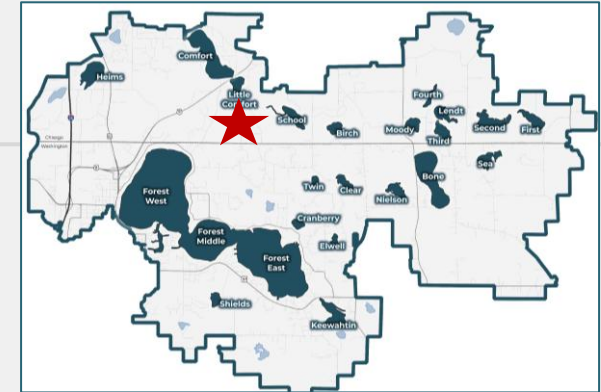 Comfort
Heims
Little
Comfort
School
Birch
Fourth
Lendt
Moody
Third
Second
First
Chisago
Washington
Sea
Bone
Twin
Clear
Nielson
Forest
West
Cranberry
Forest
Middle
Elwell
Forest
East
Shields
Keewahtin